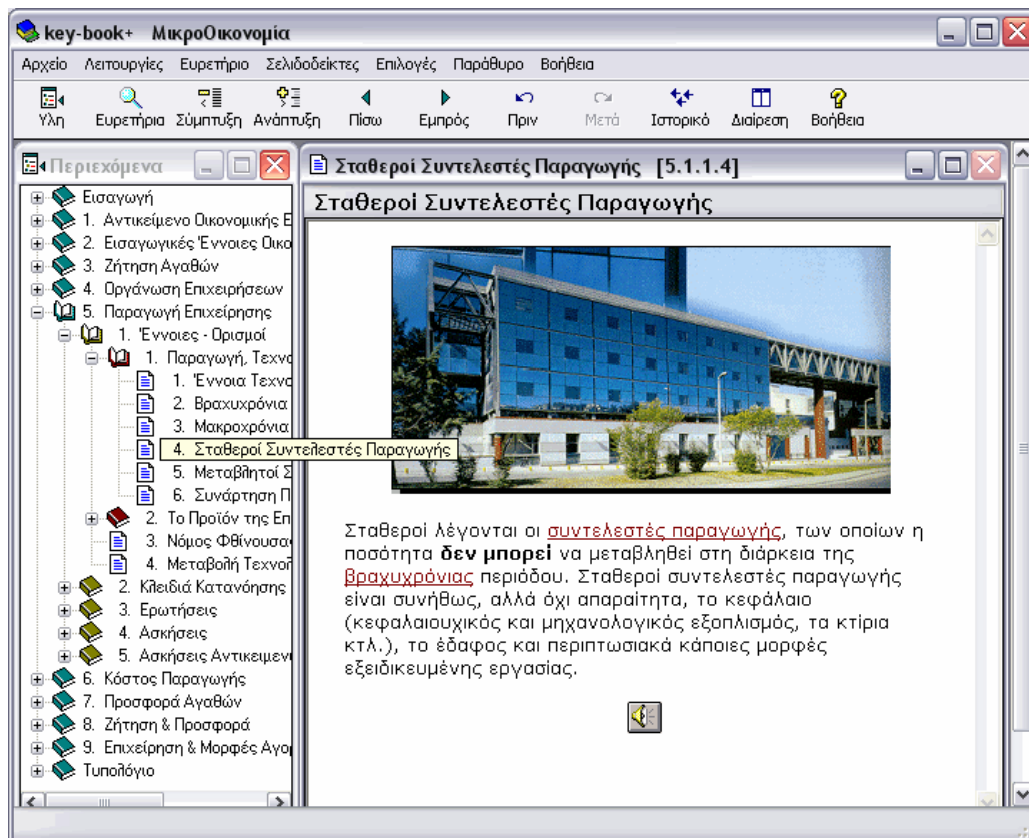 key-book+ ΜικροΟικονομία
Αρχείο Λειτουργίες Ευρετήριο Σελιδοδείκτες Επιλογές Παράθυρο Βοήθεια
Ύλη Ευρετήρια Σύμπτυξη Ανάπτυξη Πίσω Εμπρός Πριν Μετά Ιστορικό Διαίρεση Βοήθεια
Περιεχόμενα
Εισαγωγή
1. Αντικείμενο Οικονομικής Ε
2. Εισαγωγικές Έννοιες Οικο
3. Ζήτηση Αγαθών
4. Οργάνωση Επιχειρήσεων
5. Παραγωγή Επιχείρησης
1. Έννοιες - Ορισμοί
1. Παραγωγή, Τεχνο
1. Έννοια Τεχνο
2. Βραχυχρόνια
3. Μακροχρόνια
4. Σταθεροί Συντελεστές Παραγωγής
5. Μεταβλητοί Σ
6. Συνάρτηση Π
2. Το Προϊόν της Επ
3. Νόμος Φθίνουσας
4. Μεταβολή Τεχνολ
2. Κλειδιά Κατανόησης
3. Ερωτήσεις
4. Ασκήσεις
5. Ασκήσεις Αντικειμενι
6. Κόστος Παραγωγής
7. Προσφορά Αγαθών
8. Ζήτηση & Προσφορά
9. Επιχείρηση & Μορφές Αγορ
Τυπολόγιο
Σταθεροί Συντελεστές Παραγωγής [5.1.1.4]
Σταθεροί Συντελεστές Παραγωγής
Σταθεροί λέγονται οι συντελεστές παραγωγής, των οποίων η
ποσότητα δεν μπορεί να μεταβληθεί στη διάρκεια της
βραχυχρόνιας περιόδου. Σταθεροί συντελεστές παραγωγής
είναι συνήθως, αλλά όχι απαραίτητα, το κεφάλαιο
(κεφαλαιουχικός και μηχανολογικός εξοπλισμός, τα κτίρια
κτλ.), το έδαφος και περιπτωσιακά κάποιες μορφές
εξειδικευμένης εργασίας.